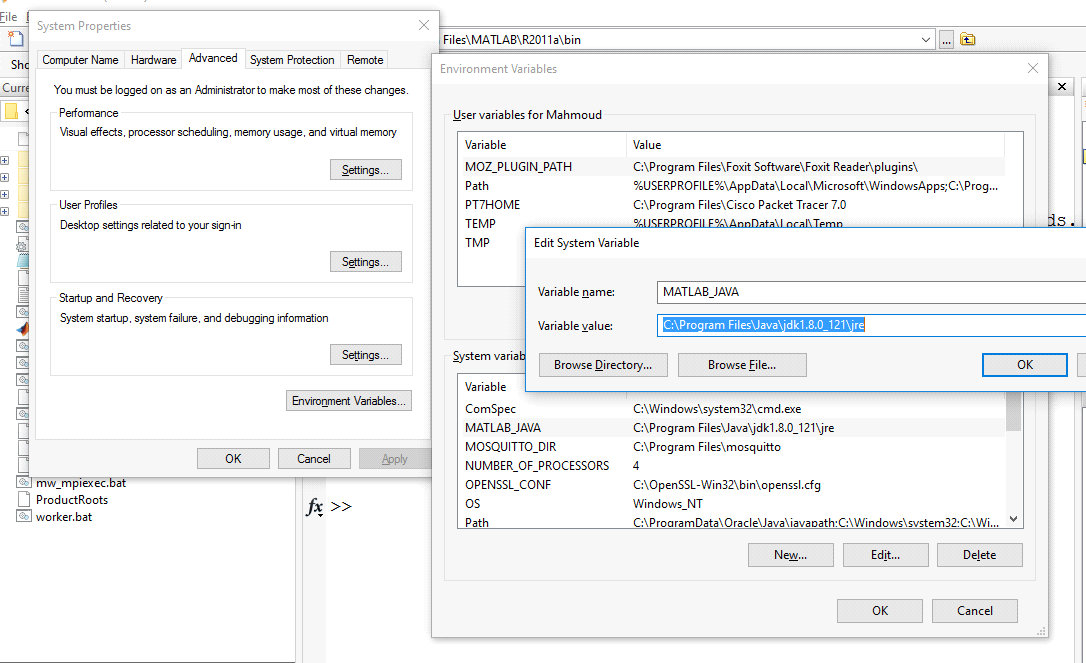 File
System Properties
Files\MATLAB\R2011a\bin
...
Computer Name
Hardware
Advanced
System Protection
Remote
Sho
Curre
You must be logged on as an Administrator to make most of these changes.
Performance
Visual effects, processor scheduling, memory usage, and virtual memory
Settings...
User Profiles
Desktop settings related to your sign-in
Settings...
Startup and Recovery
System startup, system failure, and debugging information
Settings...
Environment Variables...
OK
Cancel
Apply
mw_mpiexec.bat
ProductRoots
worker.bat
fx >>
ds.
Environment Variables
User variables for Mahmoud
Variable Value
MOZ_PLUGIN_PATH C:\Program Files\Foxit Software\Foxit Reader\plugins\
Path %USERPROFILE%\AppData\Local\Microsoft\WindowsApps;C:\Prog...
PT7HOME C:\Program Files\Cisco Packet Tracer 7.0
TEMP %USERPROFILE%\AppData\Local\Temp
TMP
Edit System Variable
Variable name: MATLAB_JAVA
Variable value: C:\Program Files\Java\jdk1.8.0_121\jre
Browse Directory...
Browse File...
OK
System variab
Variable
ComSpec C:\Windows\system32\cmd.exe
MATLAB_JAVA C:\Program Files\Java\jdk1.8.0_121\jre
MOSQUITTO_DIR C:\Program Files\mosquitto
NUMBER_OF_PROCESSORS 4
OPENSSL_CONF C:\OpenSSL-Win32\bin\openssl.cfg
OS Windows_NT
Path C:\ProgramData\Oracle\Java\javapath;C:\Windows\system32;C:\Wi...
New...
Edit...
Delete
OK
Cancel